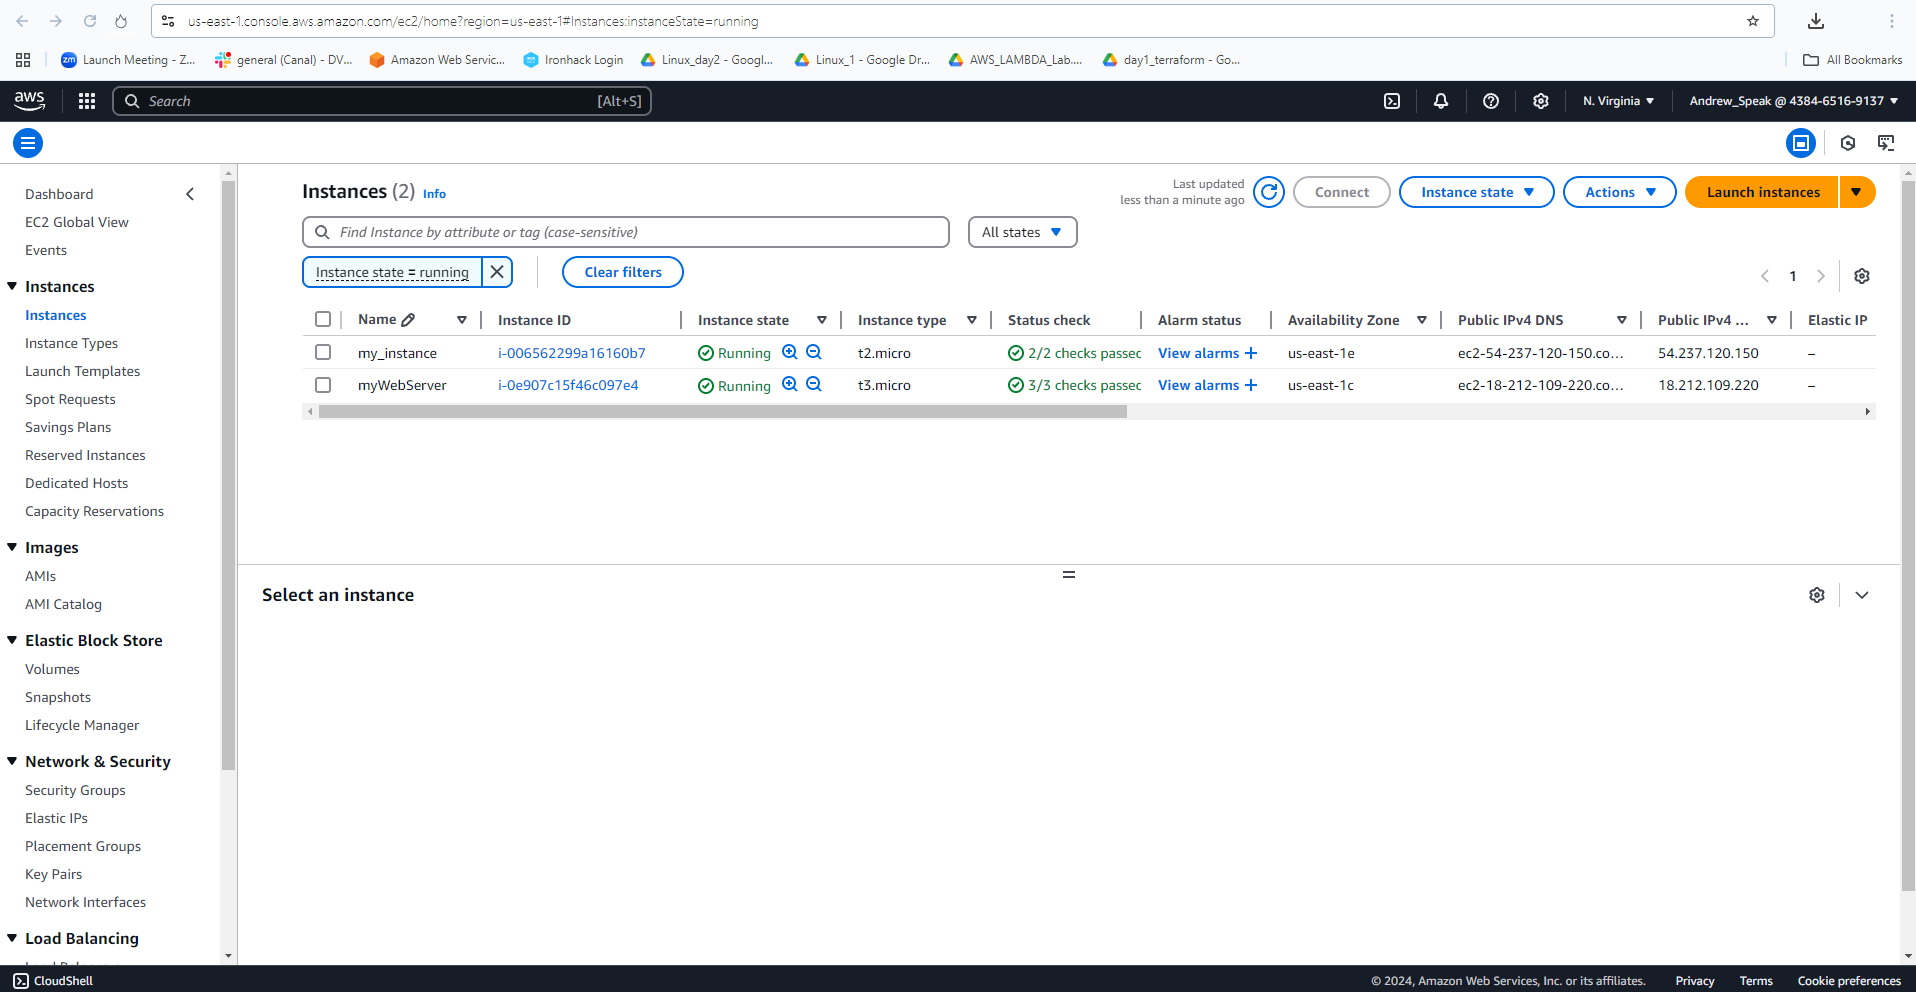 us-east-1.console.aws.amazon.com/ec2/home?region=us-east-1#Instances:instanceState=running
zm Launch Meeting - Z... general (Canal) - DV... Amazon Web Servic... Ironhack Login Linux_day2 - Googl... Linux_1 - Google Dr... AWS_LAMBDA_Lab.... day1_terraform - Go... All Bookmarks
aws Search [Alt+S] N. Virginia Andrew_Speak @ 4384-6516-9137
Dashboard
EC2 Global View
Events
Instances
Instances
Instance Types
Launch Templates
Spot Requests
Savings Plans
Reserved Instances
Dedicated Hosts
Capacity Reservations
Images
AMIs
AMI Catalog
Elastic Block Store
Volumes
Snapshots
Lifecycle Manager
Network & Security
Security Groups
Elastic IPs
Placement Groups
Key Pairs
Network Interfaces
Load Balancing
Instances (2) Info
Last updated
less than a minute ago
Connect Instance state Actions Launch instances
Find Instance by attribute or tag (case-sensitive) All states
Instance state = running Clear filters 1
Name Instance ID Instance state Instance type Status check Alarm status Availability Zone Public IPv4 DNS Public IPv4 ... Elastic IP
my_instance i-006562299a16160b7 Running t2.micro 2/2 checks passed View alarms + us-east-1e ec2-54-237-120-150.co... 54.237.120.150 –
myWebServer i-0e907c15f46c097e4 Running t3.micro 3/3 checks passed View alarms + us-east-1c ec2-18-212-109-220.co... 18.212.109.220 –
Select an instance
CloudShell © 2024, Amazon Web Services, Inc. or its affiliates. Privacy Terms Cookie preferences